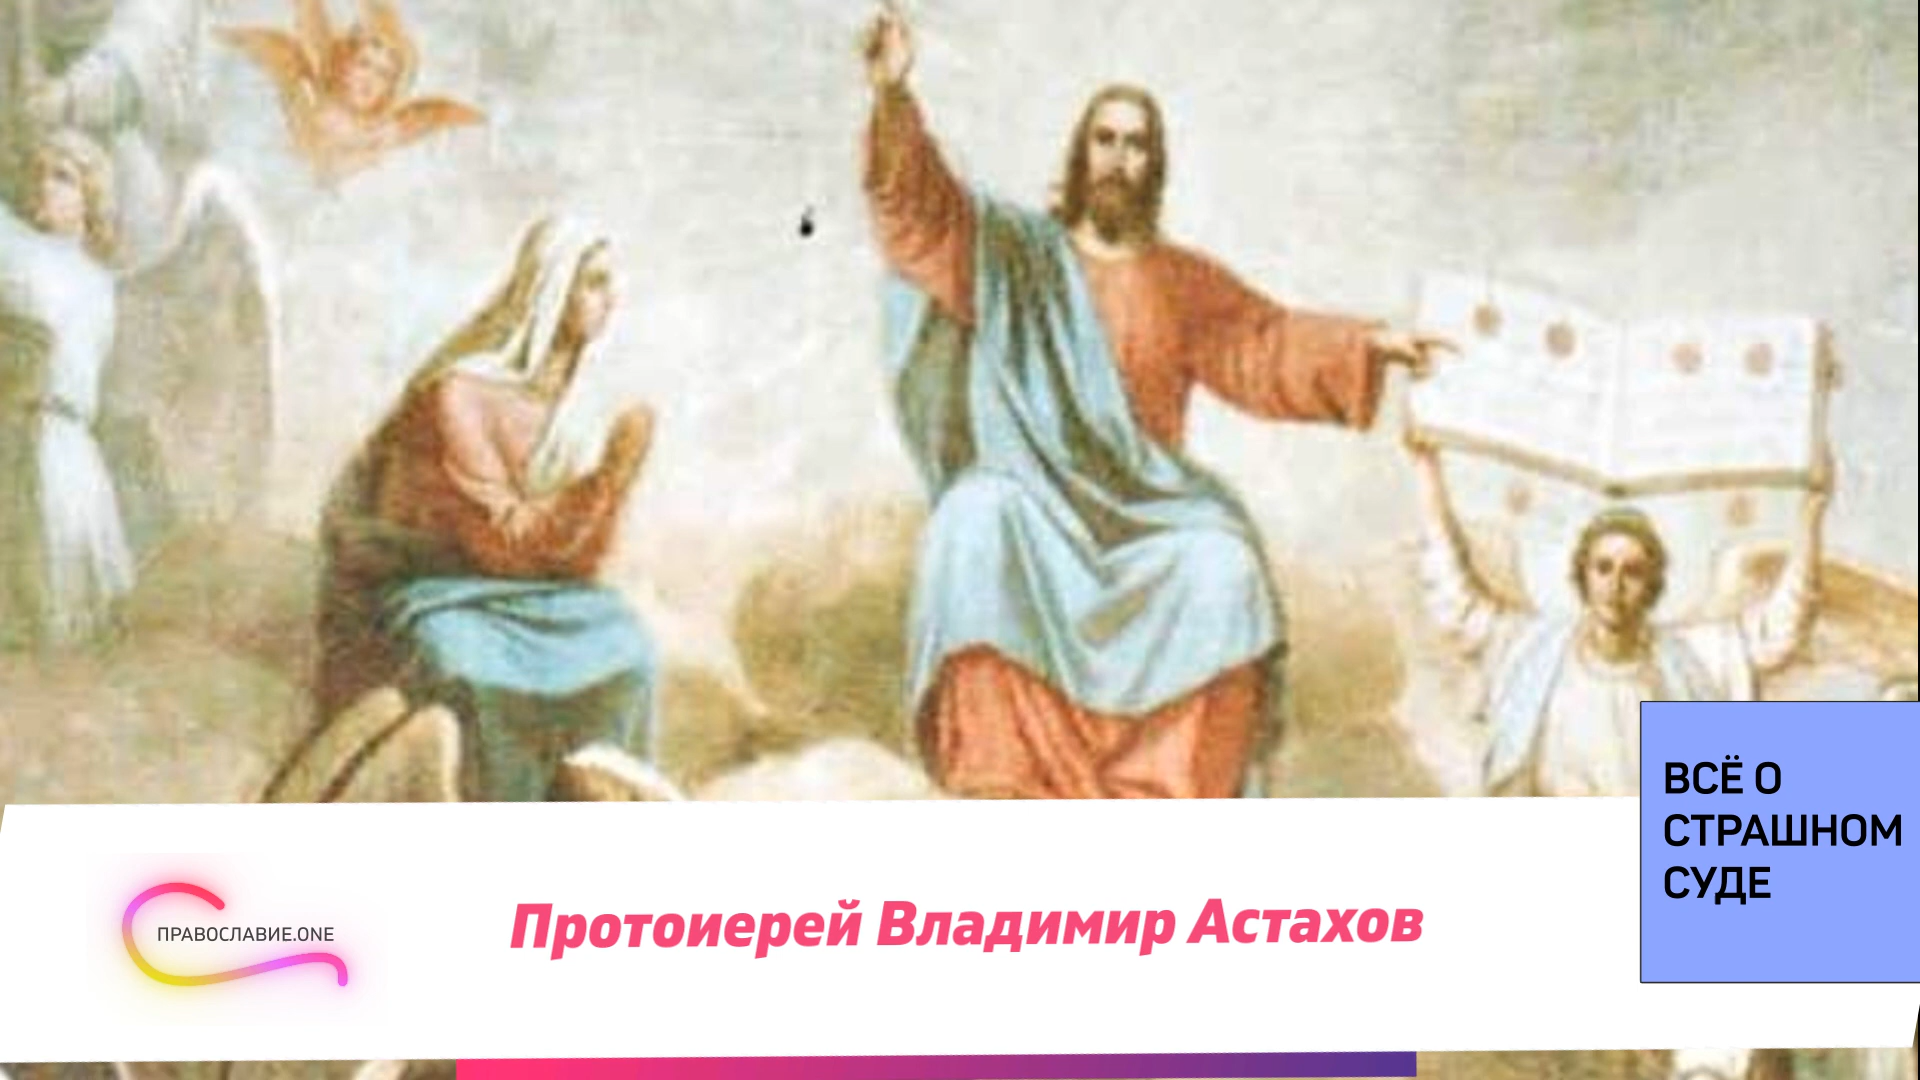 ПРАВОСЛАВИЕ.ONE
Протоиерей Владимир Астахов
ВСЁ О
СТРАШНОМ
СУДЕ